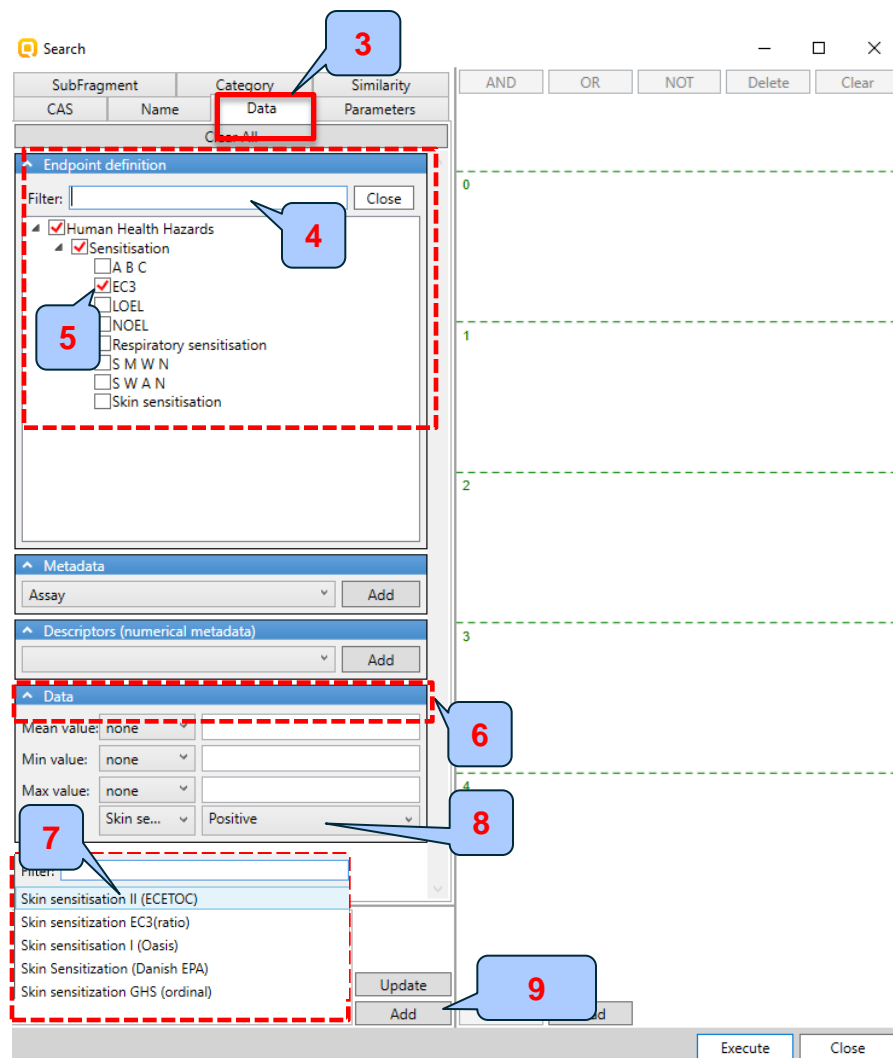 Search
3
SubFragment Category Similarity
AND OR NOT Delete Clear
CAS Name Data Parameters
Clear All
Endpoint definition
0
Filter: Close
4
Human Health Hazards
Sensitisation
A B C
EC3
LOEL
5
NOEL
1
Respiratory sensitisation
S M W N
S W A N
Skin sensitisation
2
Metadata
Assay Add
Descriptors (numerical metadata)
3
Add
Data
6
Mean value: none
Min value: none
Max value: none
4
7
Skin se... Positive
8
Filter:
Skin sensitisation II (ECETOC)
Skin sensitization EC3(ratio)
Skin sensitisation I (Oasis)
Skin Sensitization (Danish EPA)
Skin sensitization GHS (ordinal)
Update
9
Add
Execute Close